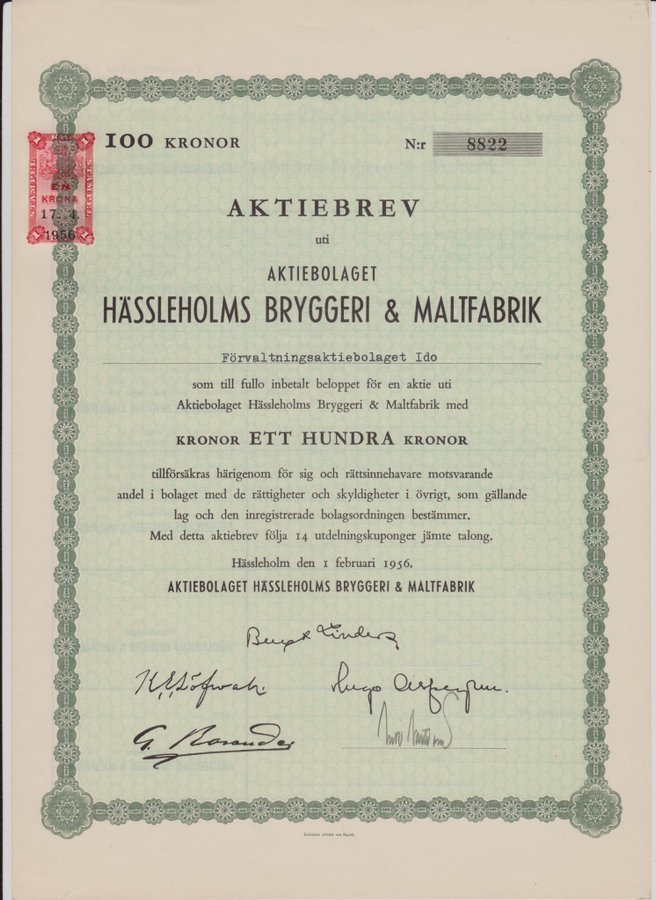 100 KRONOR N:r 8822
STEMPEL
EN
KRONA
17. 4.
1956
AKTIEBREV
uti
AKTIEBOLAGET
HÄSSLEHOLMS BRYGGERI & MALTFABRIK
Förvaltningsaktiebolaget Ido
som till fullo inbetalt beloppet för en aktie uti
Aktiebolaget Hässleholms Bryggeri & Maltfabrik med
KRONOR ETT HUNDRA KRONOR
tillförsäkras härigenom för sig och rättsinnehavare motsvarande
andel i bolaget med de rättigheter och skyldigheter i övrigt, som gällande
lag och den inregistrerade bolagsordningen bestämmer.
Med detta aktiebrev följa 14 utdelningskuponger jämte talong.
Hässleholm den 1 februari 1956.
AKTIEBOLAGET HÄSSLEHOLMS BRYGGERI & MALTFABRIK
Hugo
G.